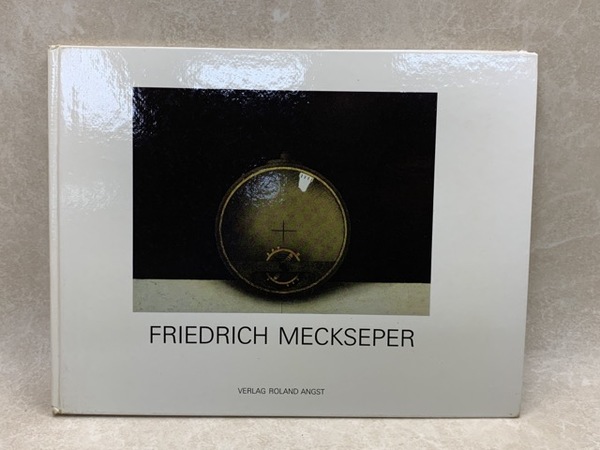 FRIEDRICH MECKSEPER
VERLAG ROLAND ANGST